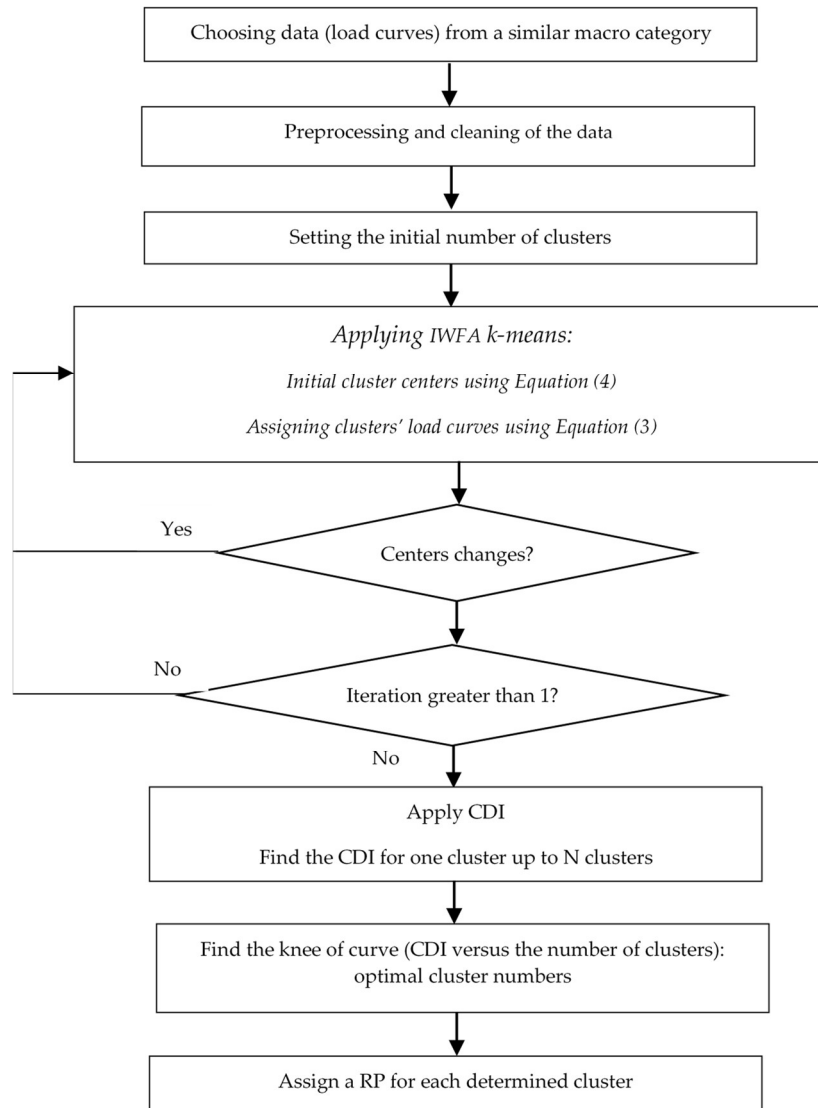 Choosing data (load curves) from a similar macro category
Preprocessing and cleaning of the data
Setting the initial number of clusters
Applying IWFA k-means:
Initial cluster centers using Equation (4)
Assigning clusters' load curves using Equation (3)
Yes
Centers changes?
No
Iteration greater than 1?
No
Apply CDI
Find the CDI for one cluster up to N clusters
Find the knee of curve (CDI versus the number of clusters):
optimal cluster numbers
Assign a RP for each determined cluster